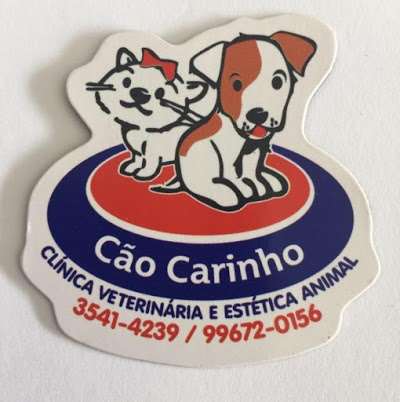 Cão Carinho
CLÍNICA VETERINÁRIA E ESTÉTICA ANIMAL
3541-4239 / 99672-0156